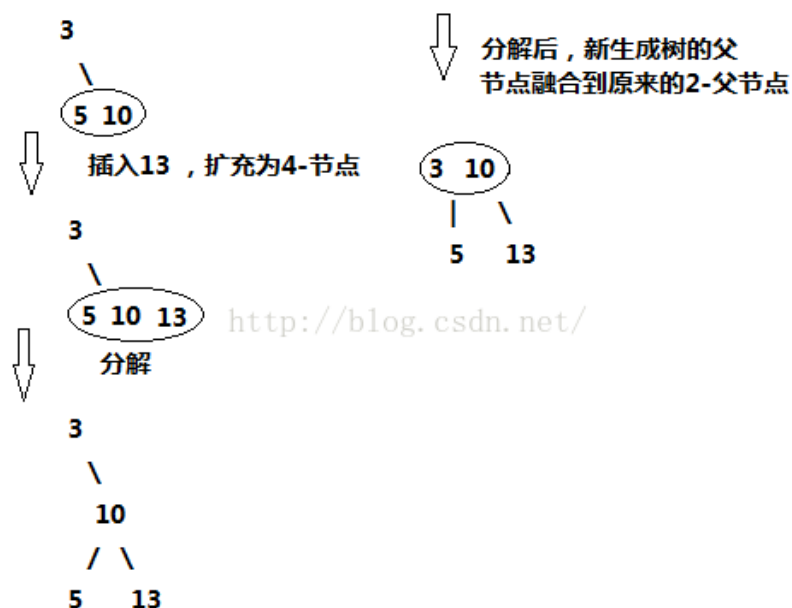 3
\
5 10
插入13 ，扩充为4-节点
3
\
5 10 13
分解
3
\
10
/ \
5 13
分解后，新生成树的父
节点融合到原来的2-父节点
3 10
| \
5 13
http://blog.csdn.net/